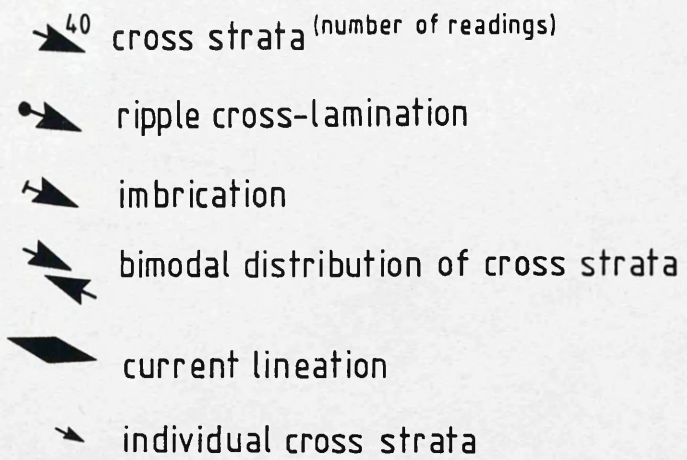 40 cross strata (number of readings)
ripple cross-lamination
imbrication
bimodal distribution of cross strata
current lineation
individual cross strata